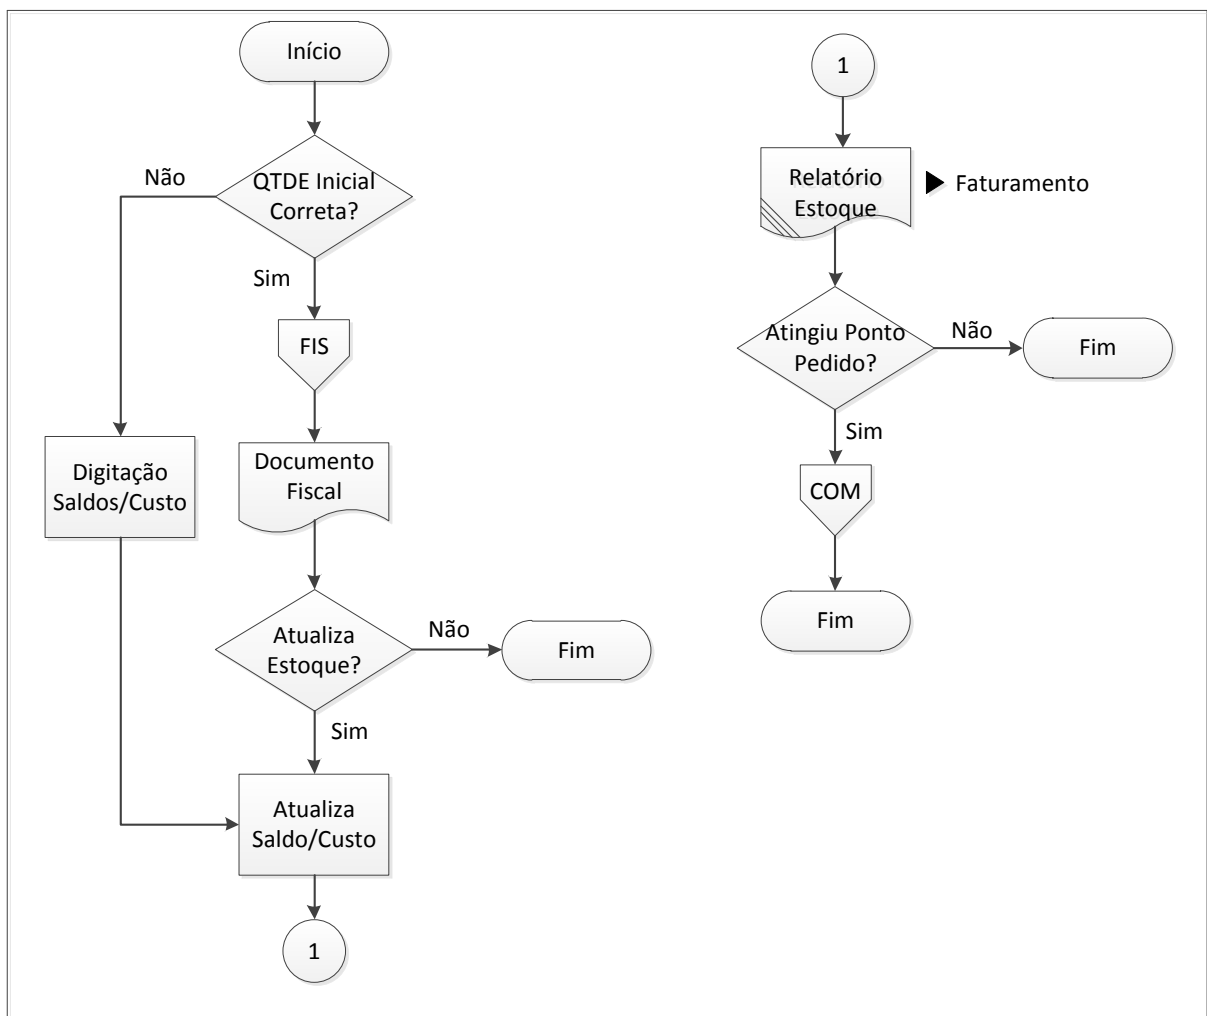 Início
Não
QTDE Inicial
Correta?
Sim
FIS
Documento
Fiscal
Digitação
Saldos/Custo
Atualiza
Estoque?
Não
Fim
Sim
Atualiza
Saldo/Custo
1
1
Relatório
Estoque
Faturamento
Atingiu Ponto
Pedido?
Não
Fim
Sim
COM
Fim